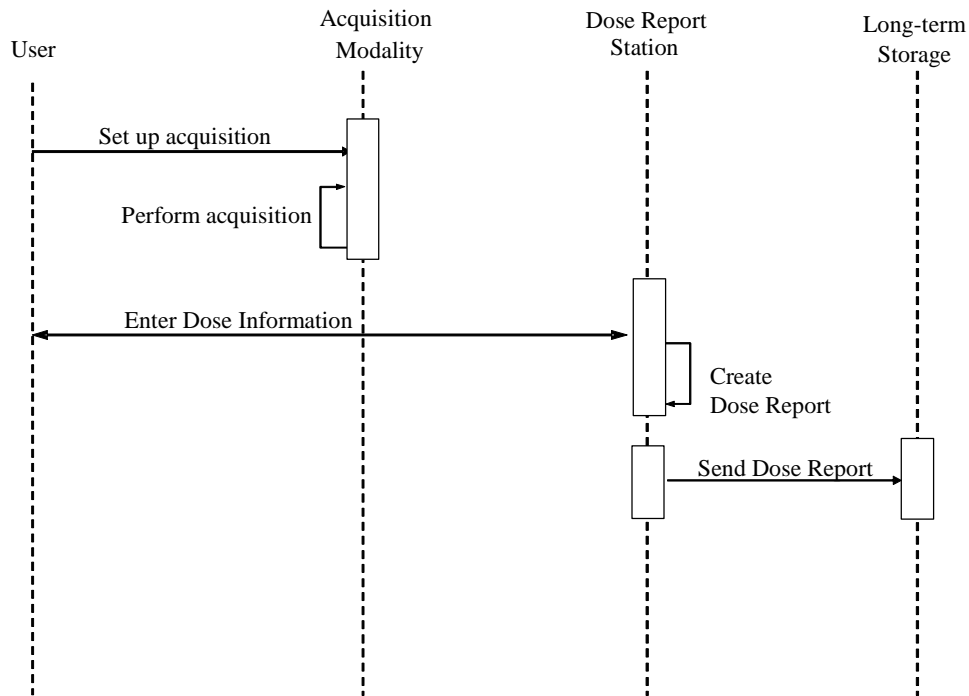 User
Acquisition
Modality
Dose Report
Station
Long-term
Storage
Set up acquisition
Perform acquisition
Enter Dose Information
Create
Dose Report
Send Dose Report